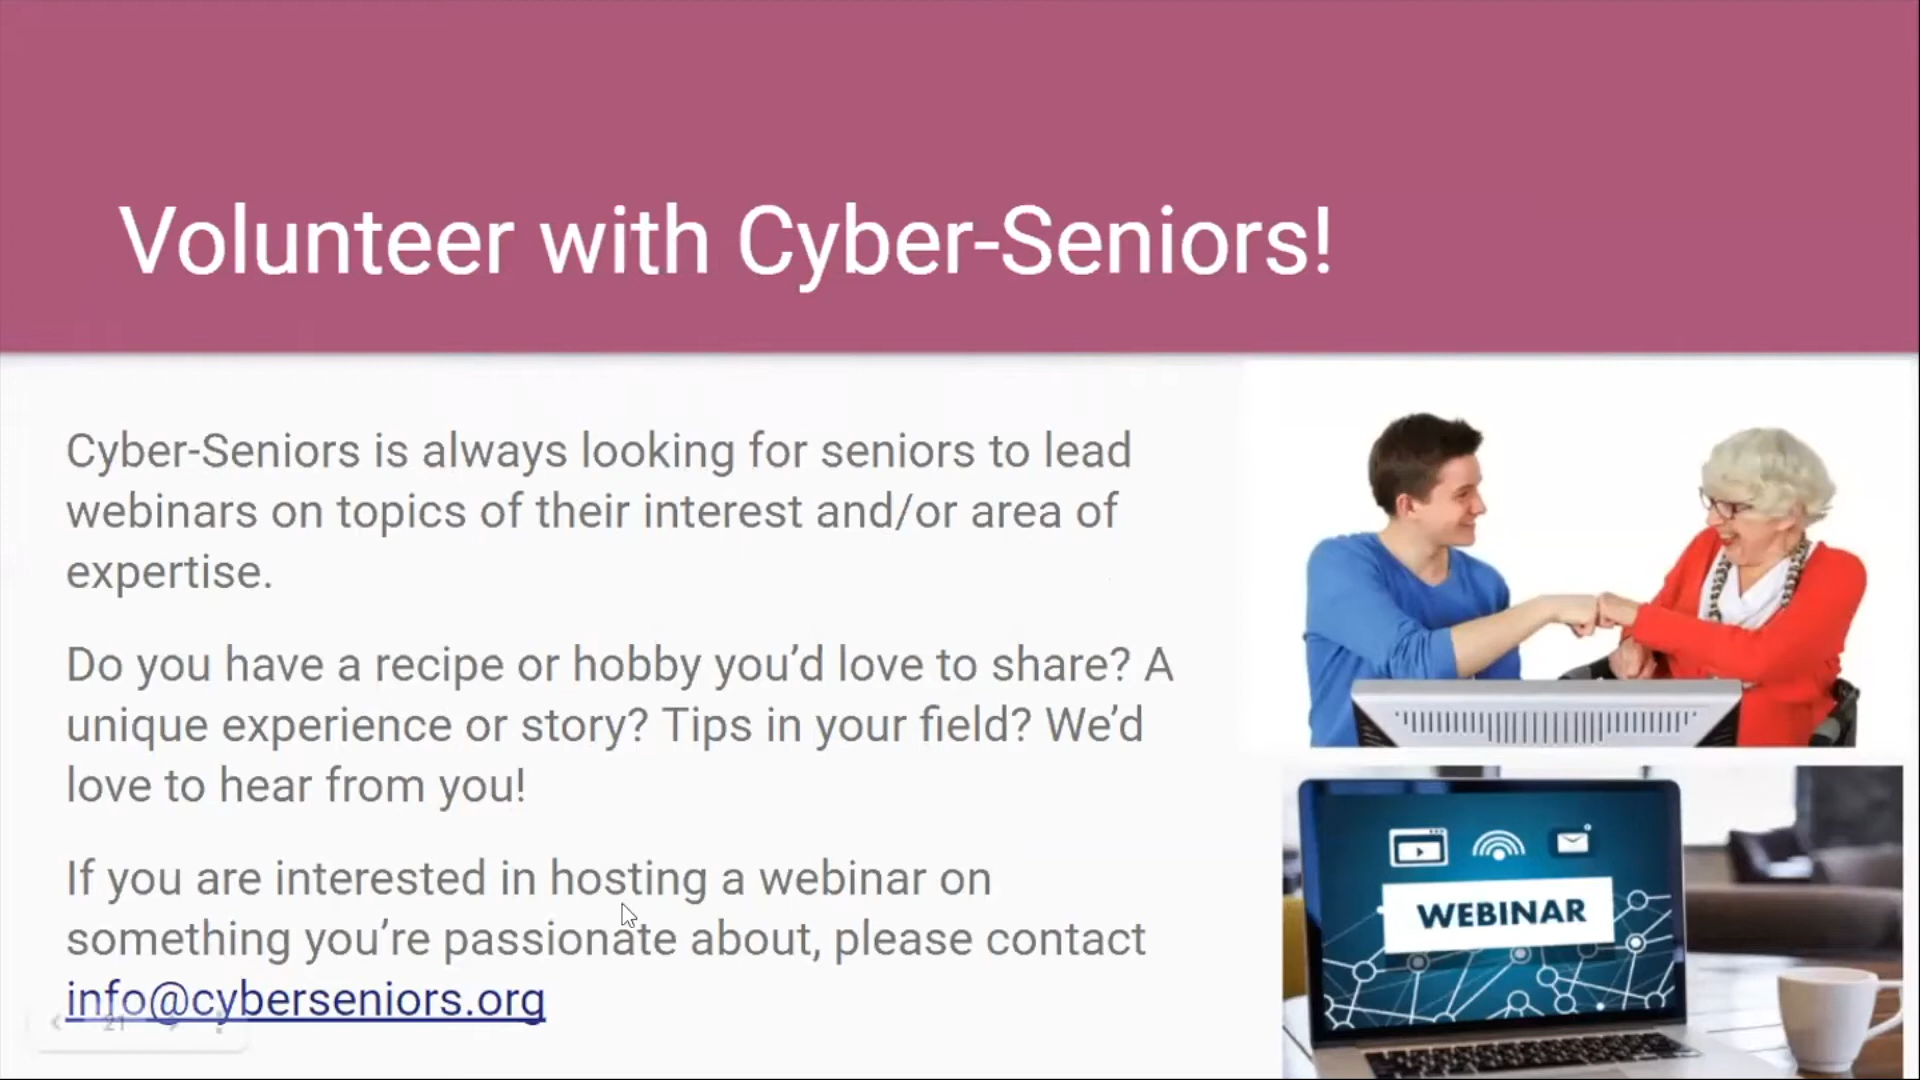 Volunteer with Cyber-Seniors!
Cyber-Seniors is always looking for seniors to lead
webinars on topics of their interest and/or area of
expertise.
Do you have a recipe or hobby you’d love to share? A
unique experience or story? Tips in your field? We’d
love to hear from you!
If you are interested in hosting a webinar on
something you’re passionate about, please contact
info@cyberseniors.org
21
WEBINAR